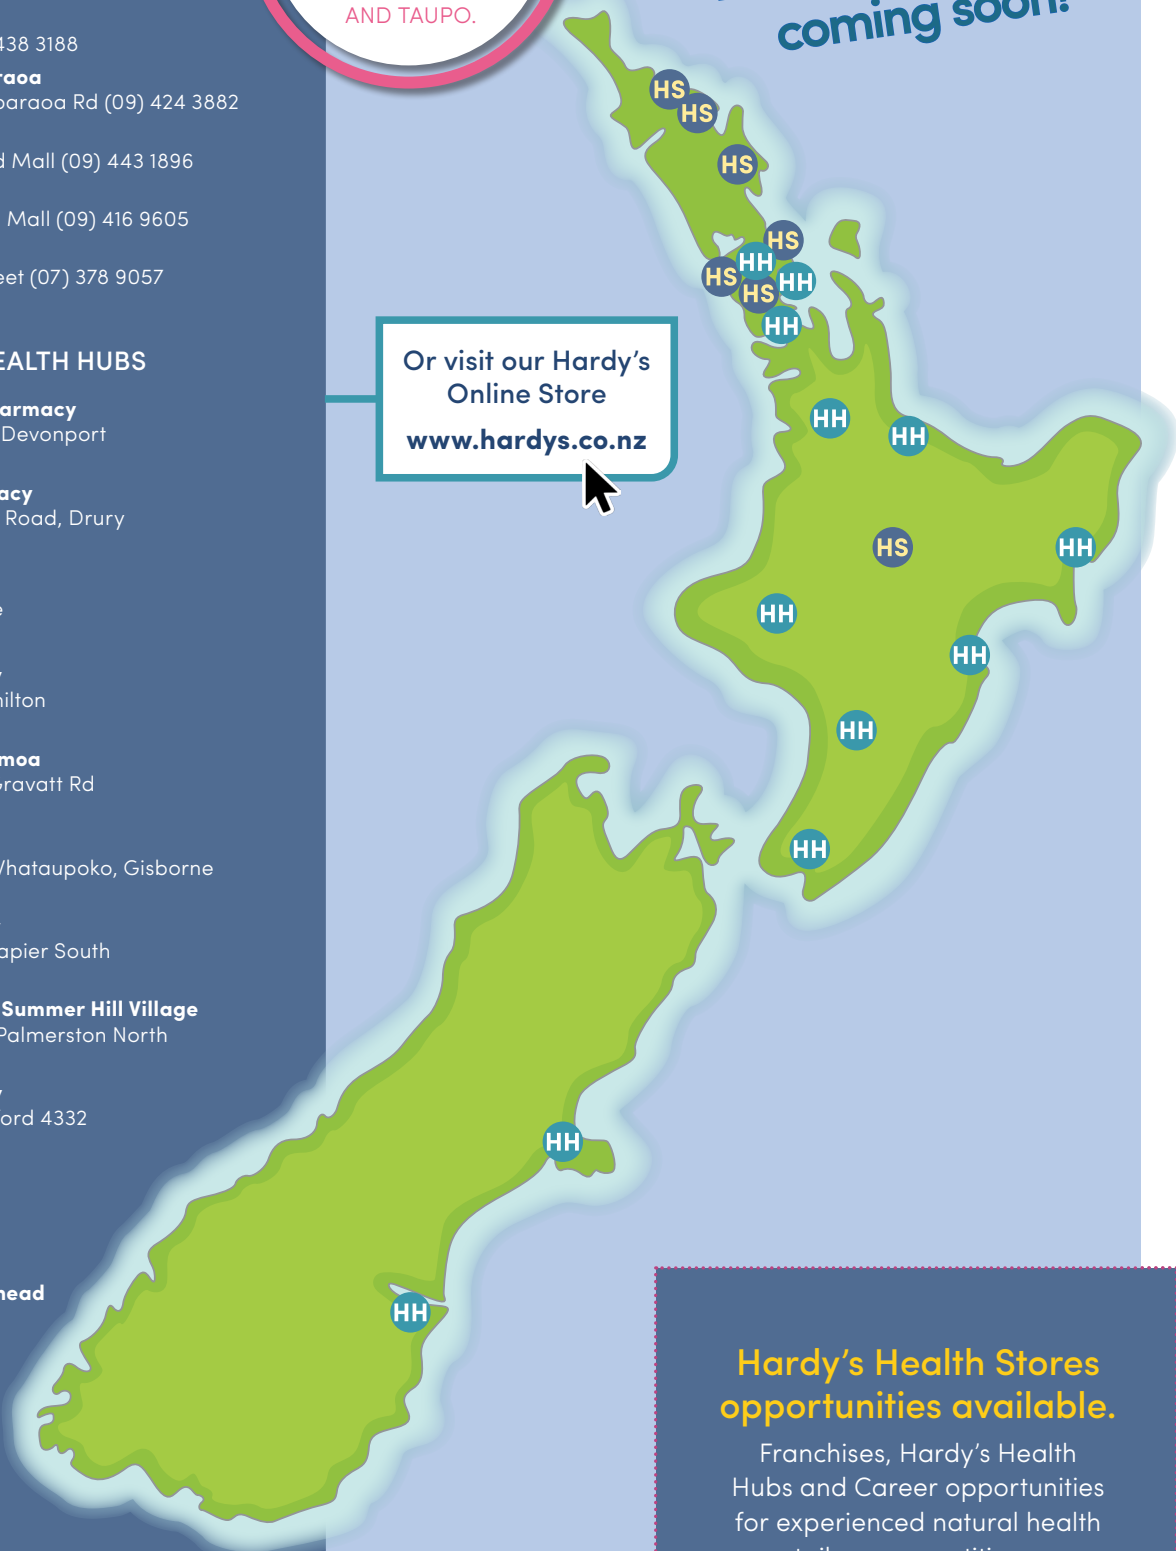 AND TAUPO.
coming soon!
438 3188
raoa
paraoa Rd (09) 424 3882
Mall (09) 443 1896
Mall (09) 416 9605
eet (07) 378 9057
EALTH HUBS
armacy
Devonport
acy
Road, Drury
ilton
moa
Gravatt Rd
Whataupoko, Gisborne
apier South
Summer Hill Village
Palmerston North
ord 4332
head
Or visit our Hardy's
Online Store
www.hardys.co.nz
HS
HS
HS
HS
HH
HS
HH
HS
HH
HH
HH
HS
HH
HH
HH
HH
HH
HH
HH
Hardy's Health Stores
opportunities available.
Franchises, Hardy's Health
Hubs and Career opportunities
for experienced natural health